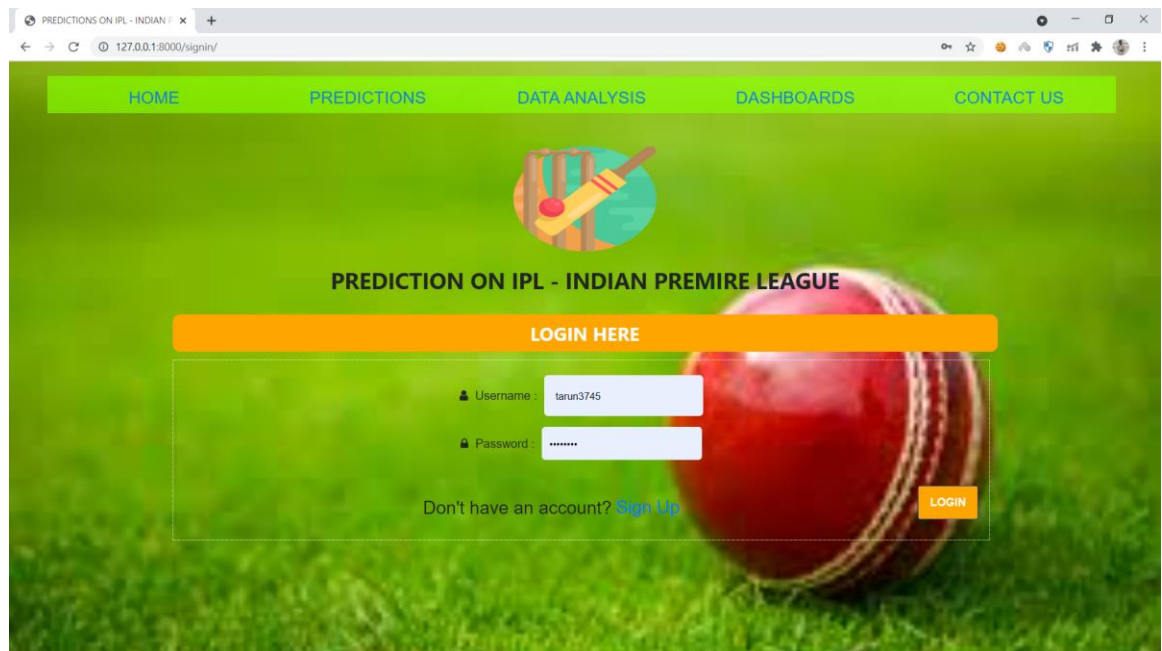 PREDICTIONS ON IPL - INDIAN P
127.0.0.1:8000/signin/
HOME PREDICTIONS DATA ANALYSIS DASHBOARDS CONTACT US
PREDICTION ON IPL - INDIAN PREMIRE LEAGUE
LOGIN HERE
Username : tarun3745
Password : ........
Don't have an account? Sign Up
LOGIN